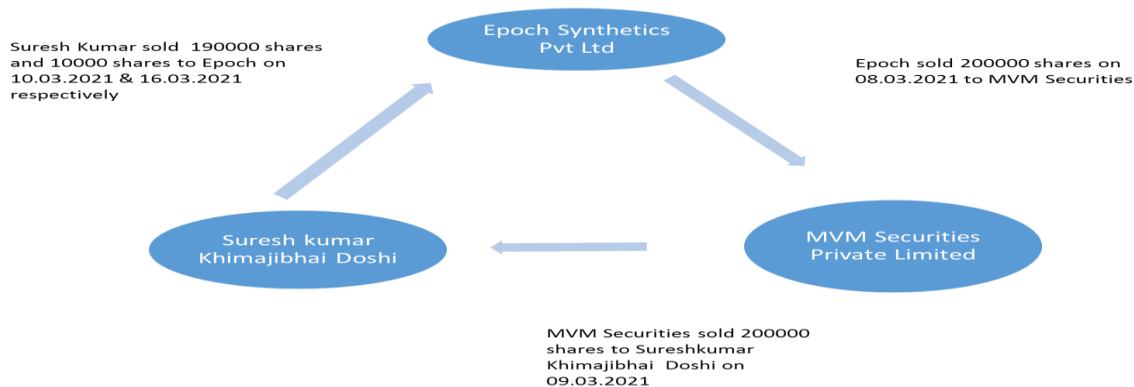 Epoch Synthetics
Pvt Ltd
Suresh Kumar sold 190000 shares
and 10000 shares to Epoch on
10.03.2021 & 16.03.2021
respectively
Epoch sold 200000 shares on
08.03.2021 to MVM Securities
Suresh kumar
Khimajibhai Doshi
MVM Securities
Private Limited
MVM Securities sold 200000
shares to Sureshkumar
Khimajibhai Doshi on
09.03.2021